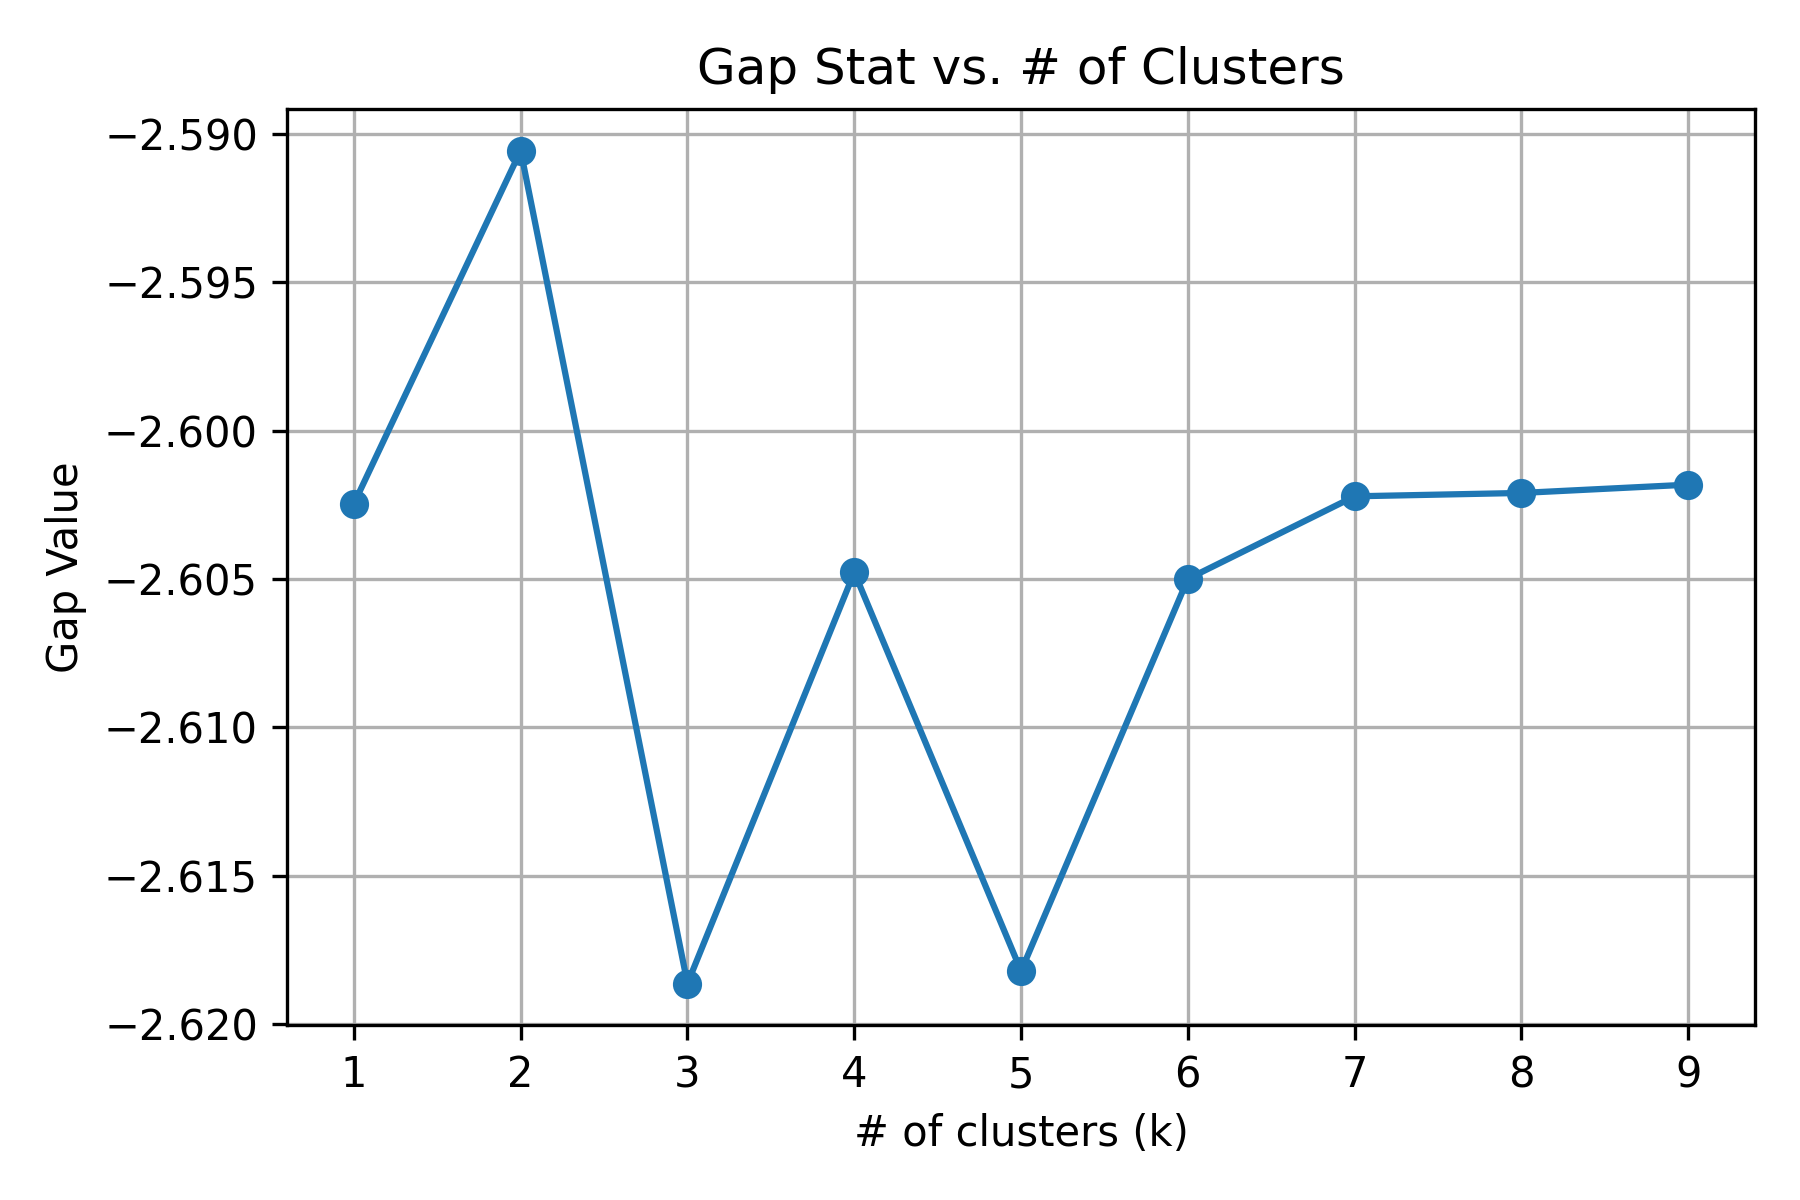 Gap Stat vs. # of Clusters
−2.590
−2.595
−2.600
−2.605
−2.610
−2.615
−2.620
Gap Value
1 2 3 4 5 6 7 8 9
# of clusters (k)